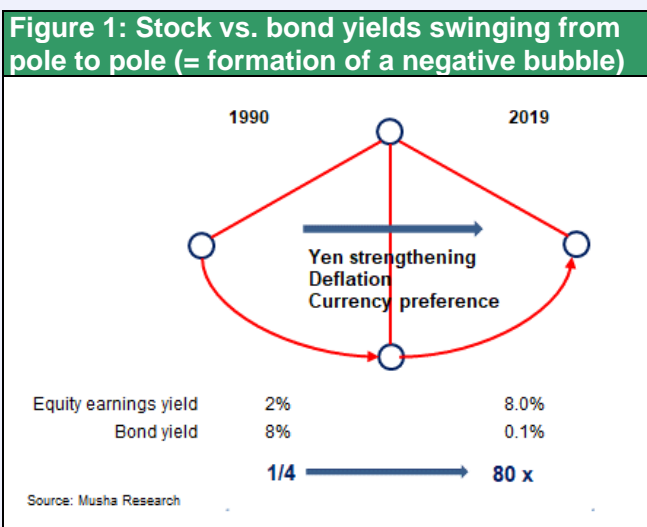 Figure 1: Stock vs. bond yields swinging from
pole to pole (= formation of a negative bubble)
1990 2019
Yen strengthening
Deflation
Currency preference
Equity earnings yield 2% 8.0%
Bond yield 8% 0.1%
1/4 80 x
Source: Musha Research